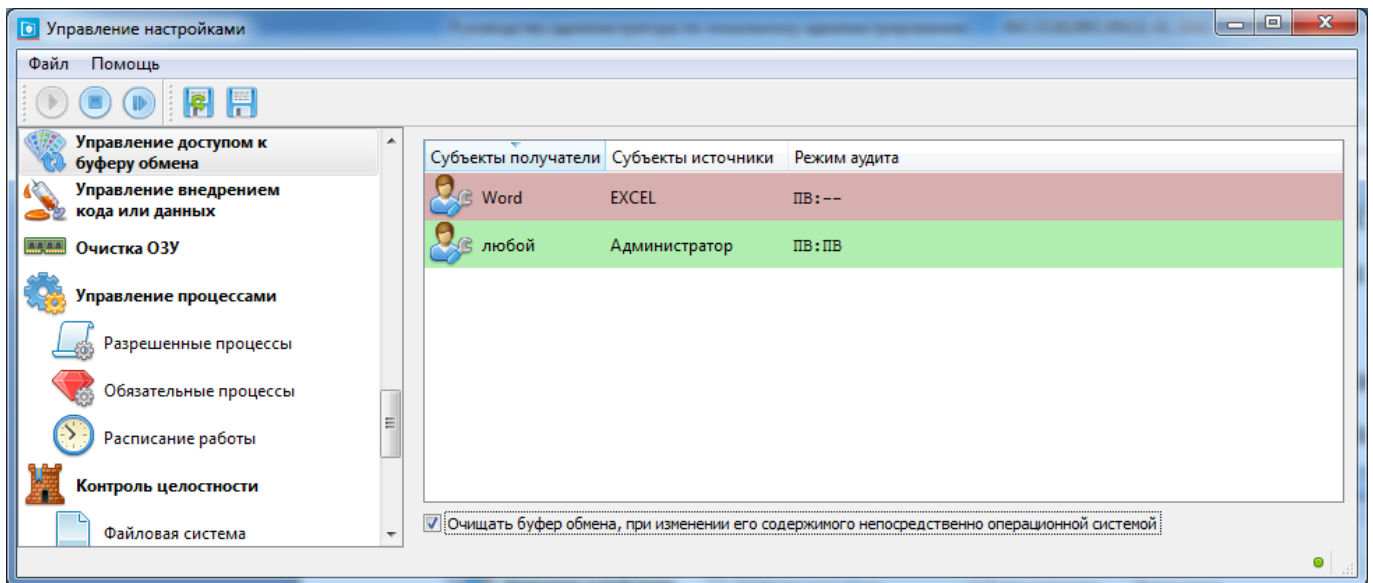 Управление настройками
Файл Помощь
Управление доступом к
буферу обмена
Управление внедрением
кода или данных
Очистка ОЗУ
Управление процессами
Разрешенные процессы
Обязательные процессы
Расписание работы
Контроль целостности
Файловая система
Субъекты получатели Субъекты источники Режим аудита
Word EXCEL ПВ:--
любой Администратор ПВ:ПВ
Очищать буфер обмена, при изменении его содержимого непосредственно операционной системой